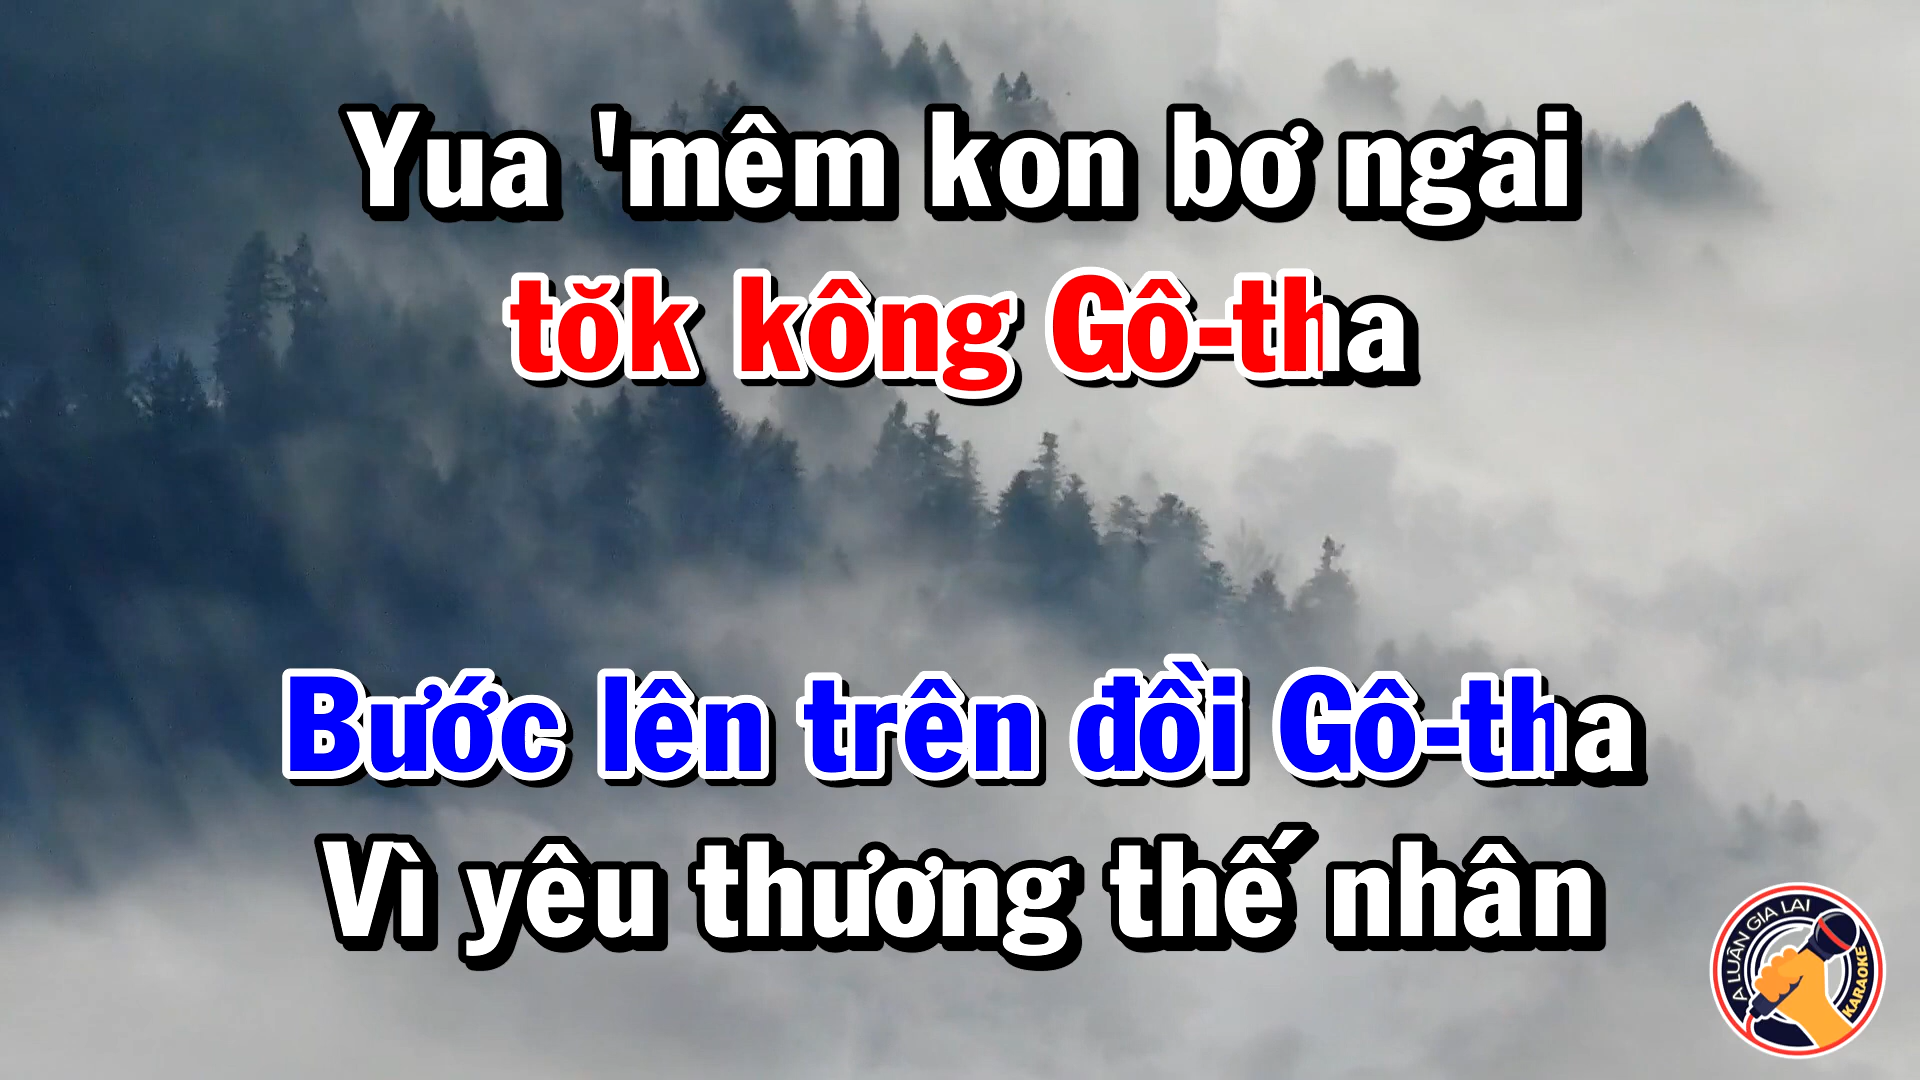 Yua 'mêm kon bơ ngai
tŏk kông Gô-tha
Bước lên trên đồi Gô-tha
Vì yêu thương thế nhân
A LUÂN GIA LAI
KARAOKE